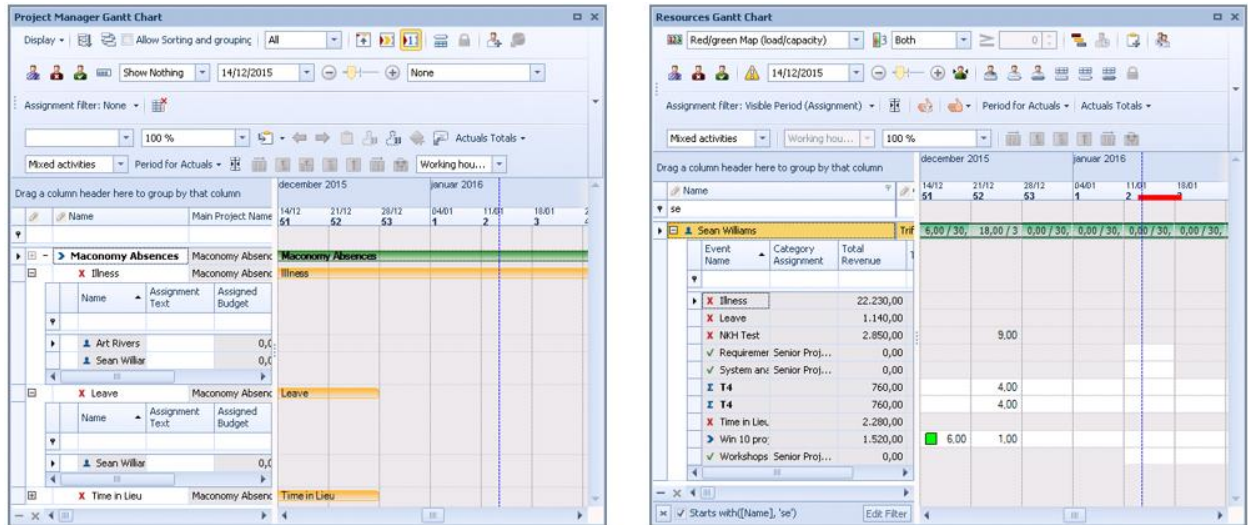 Project Manager Gantt Chart
Display
Allow Sorting and grouping
All
Show Nothing
14/12/2015
None
Assignment filter: None
100 %
Actuals Totals
Mixed activities
Period for Actuals
Working hou...
Drag a column header here to group by that column
december 2015
januar 2016
Name
Main Project Name
14/12 21/12 28/12 04/01 11/01 18/01
51 52 53 1 2 3
Maconomy Absences Maconomy Absenc Maconomy Absences
X Illness Maconomy Absenc Illness
Name Assignment Text Assigned Budget
Art Rivers 0,0
Sean Williar 0,0
X Leave Maconomy Absenc Leave
Name Assignment Text Assigned Budget
Sean Williar 0,0
X Time in Lieu Maconomy Absenc Time in Lieu
Resources Gantt Chart
Red/green Map (load/capacity)
Both
0
14/12/2015
Assignment filter: Visible Period (Assignment)
Period for Actuals
Actuals Totals
Mixed activities
Working hou...
100 %
Drag a column header here to group by that column
december 2015
januar 2016
Name
14/12 21/12 28/12 04/01 11/01 18/01
51 52 53 1 2 3
se
Sean Williams Trif 6,00 / 30, 18,00 / 3 0,00 / 30, 0,00 / 30, 0,00 / 30, 0,00 / 30,
Event Name Category Assignment Total Revenue
X Illness 22.230,00
X Leave 1.140,00
X NKH Test 2.850,00 9,00
Requiremer Senior Proj... 0,00
System ana Senior Proj... 0,00
Σ T4 760,00 4,00
Σ T4 760,00 4,00
X Time in Lieu 2.280,00
Win 10 pro 1.520,00 6,00 1,00
Workshops Senior Proj... 0,00
Starts with([Name], 'se')
Edit Filter